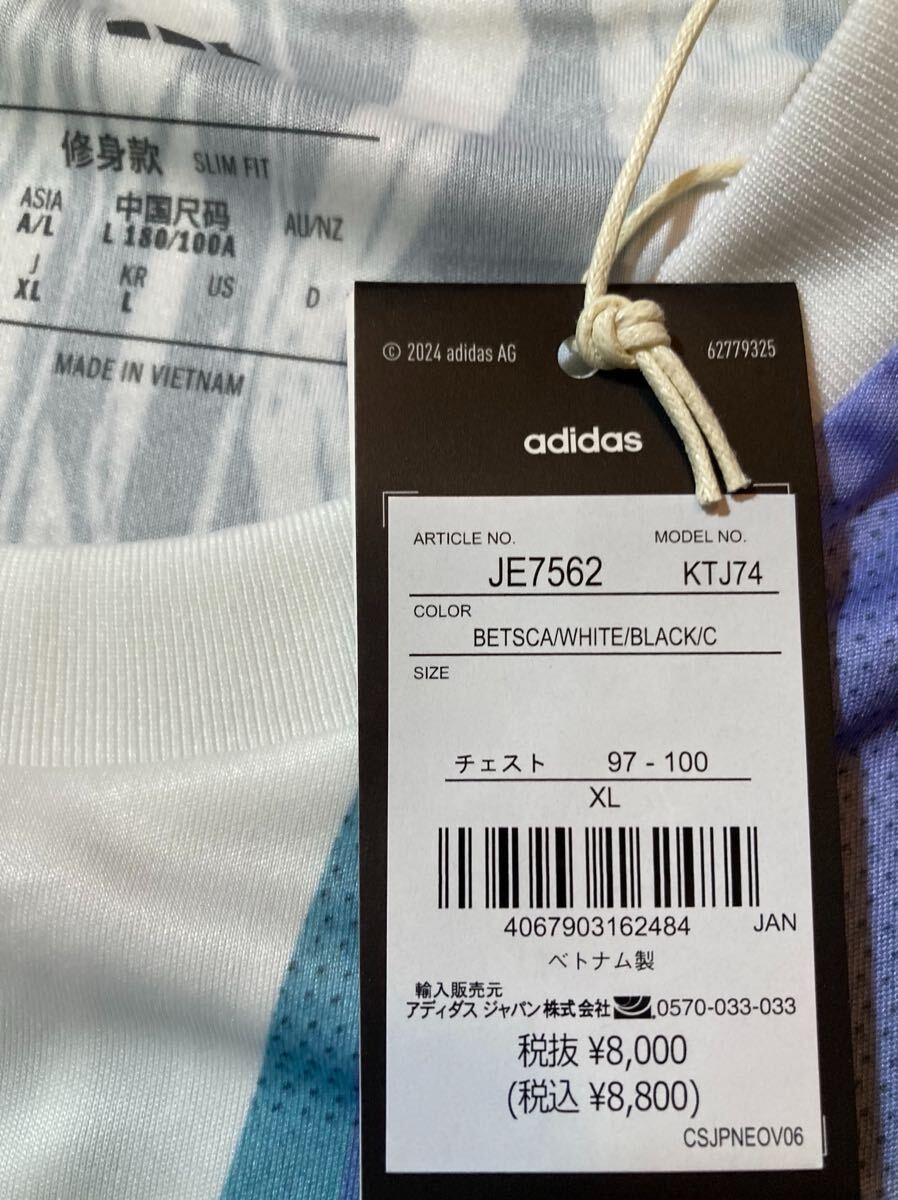 修身款 SLIM FIT
ASIA 中国尺码 AU/NZ
A/L L 180/100A
J KR US D
XL L
MADE IN VIETNAM
© 2024 adidas AG 62779325
adidas
ARTICLE NO. MODEL NO.
JE7562 KTJ74
COLOR
BETSCA/WHITE/BLACK/C
SIZE
チェスト 97 - 100
XL
4067903162484 JAN
ベトナム製
輸入販売元
アディダス ジャパン株式会社 0570-033-033
税抜 ¥8,000
(税込 ¥8,800)
CSJPNEOV06